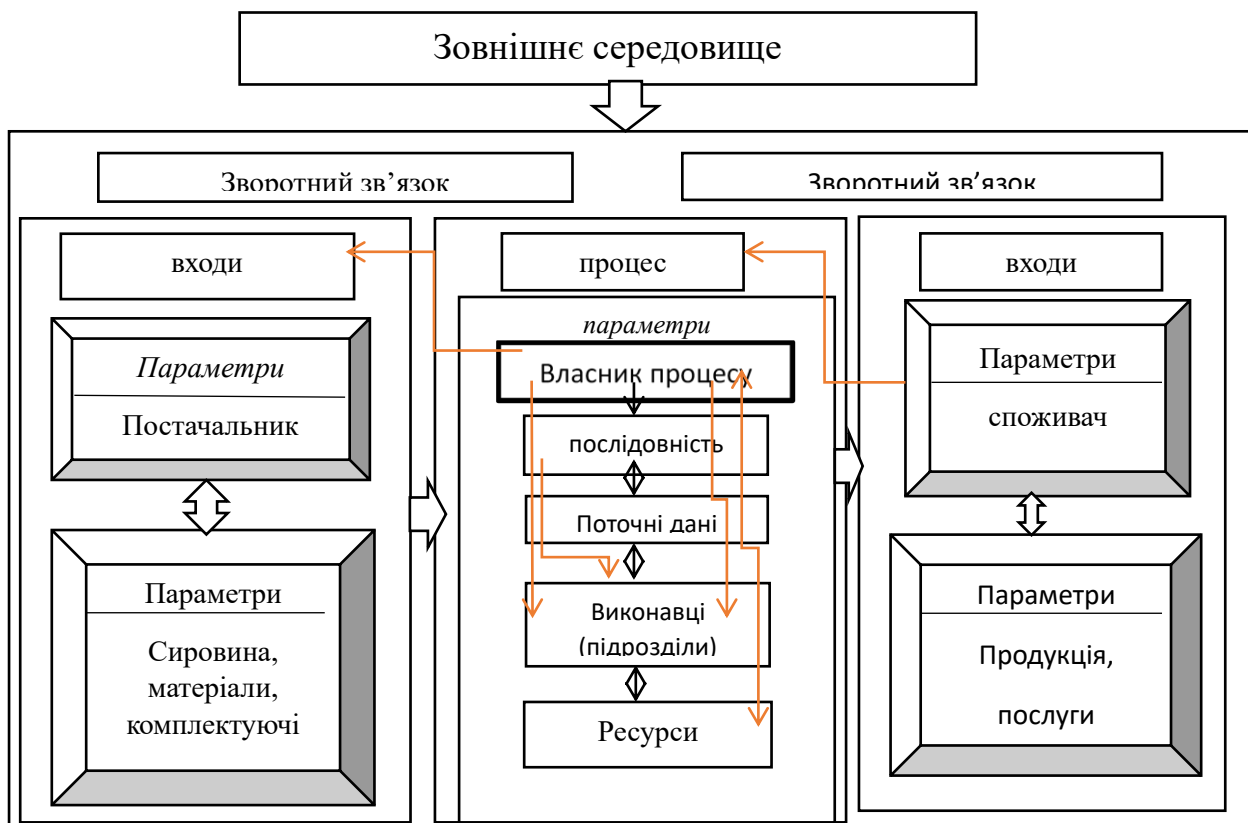 Зовнішнє середовище
Зворотний зв’язок
Зворотний зв’язок
входи
Параметри
Постачальник
Параметри
Сировина,
матеріали,
комплектуючі
процес
параметри
Власник процесу
послідовність
Поточні дані
Виконавці
(підрозділи)
Ресурси
входи
Параметри
споживач
Параметри
Продукція,
послуги